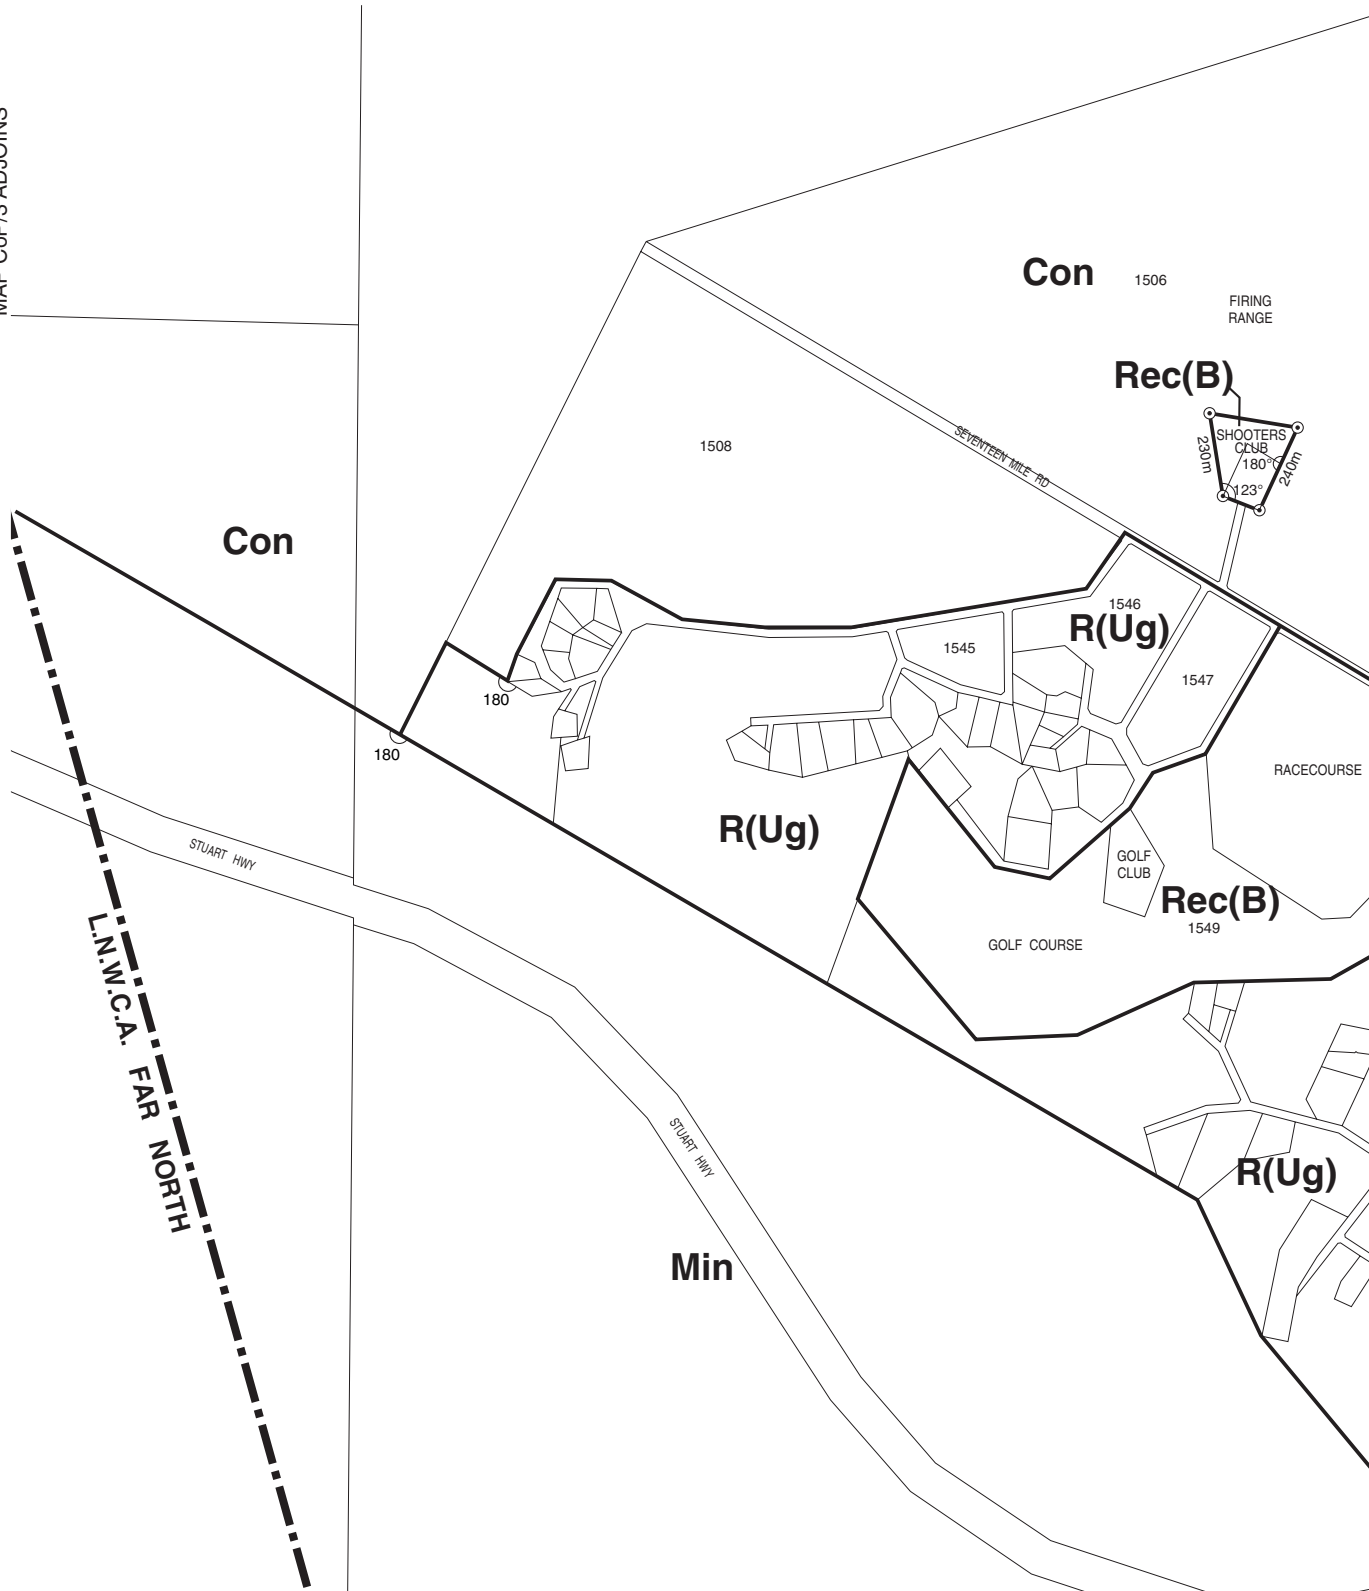 MAP CoP/3 ADJOINS
Con
1506
FIRING
RANGE
Rec(B)
SHOOTERS
CLUB
180°
123°
230m
240m
1508
SEVENTEEN MILE RD
Con
1546
R(Ug)
1545
1547
180
180
RACECOURSE
R(Ug)
STUART HWY
GOLF
CLUB
Rec(B)
1549
GOLF COURSE
L.N.W.C.A. FAR NORTH
STUART HWY
R(Ug)
Min